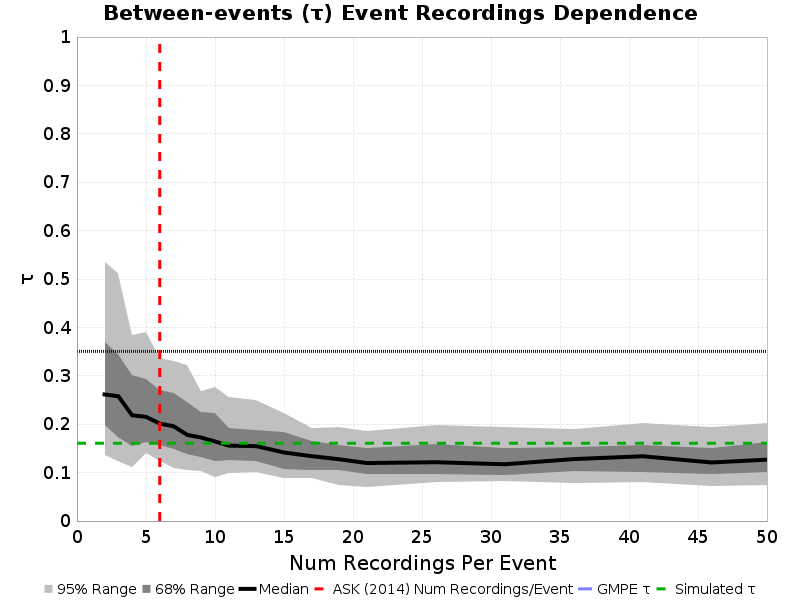 Between-events (τ) Event Recordings Dependence
1
0.9
0.8
0.7
0.6
0.5
0.4
0.3
0.2
0.1
0
τ
0 5 10 15 20 25 30 35 40 45 50
Num Recordings Per Event
95% Range 68% Range Median ASK (2014) Num Recordings/Event GMPE τ Simulated τ